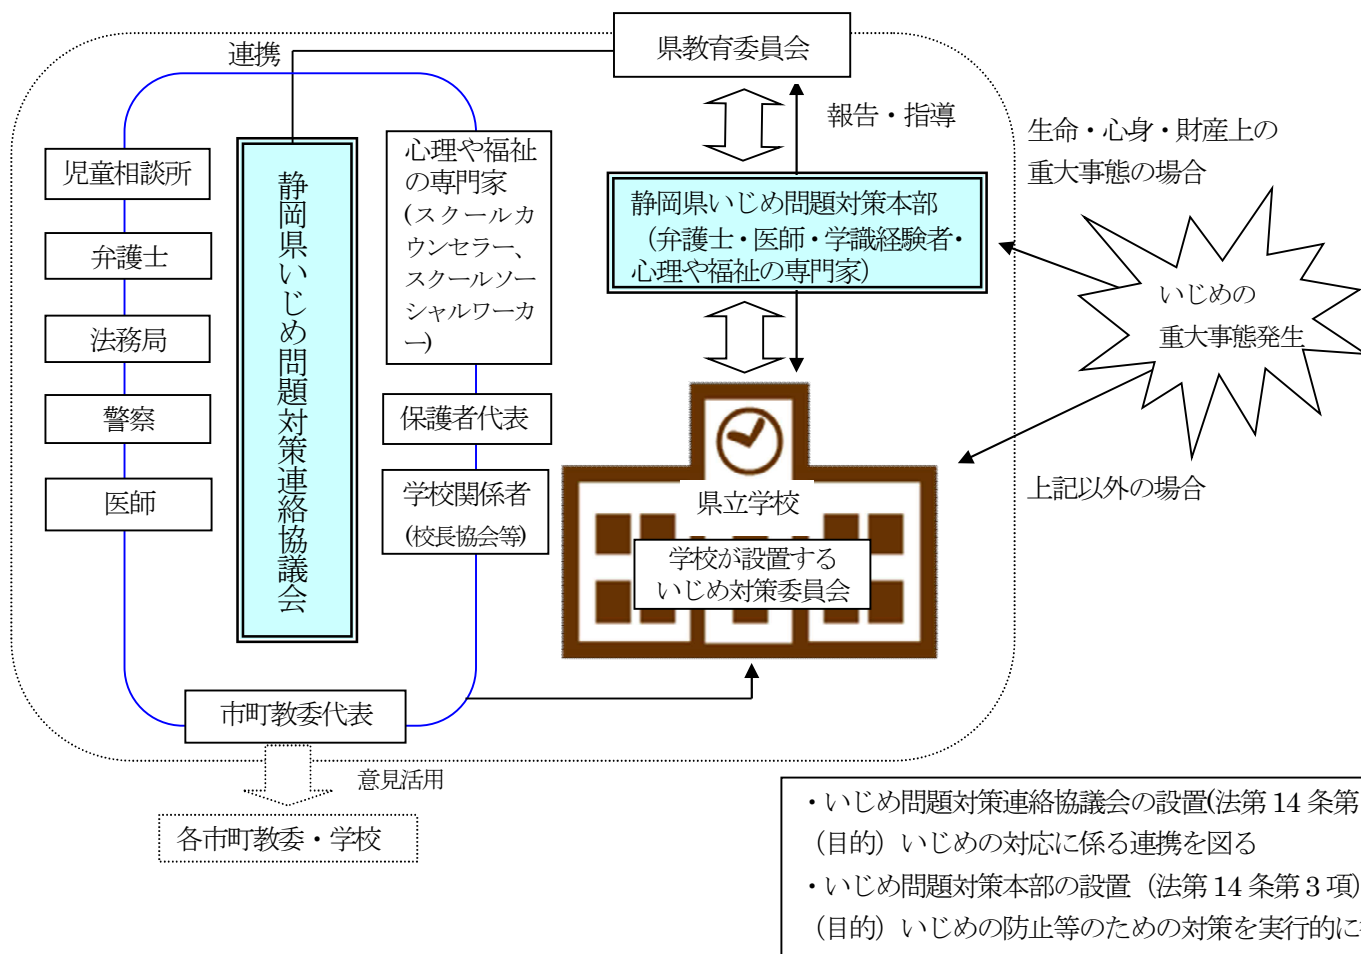 県教育委員会
連携
報告・指導
生命・心身・財産上の
重大事態の場合
児童相談所
弁護士
法務局
警察
医師
静岡県いじめ問題対策連絡協議会
心理や福祉
の専門家
(スクールカ
ウンセラー、
スクールソー
シャルワーカ
ー)
保護者代表
学校関係者
(校長協会等)
静岡県いじめ問題対策本部
（弁護士・医師・学識経験者・
心理や福祉の専門家）
いじめの
重大事態発生
上記以外の場合
県立学校
学校が設置する
いじめ対策委員会
市町教委代表
意見活用
各市町教委・学校
・いじめ問題対策連絡協議会の設置(法第 14 条第
（目的）いじめの対応に係る連携を図る
・いじめ問題対策本部の設置（法第 14 条第 3 項）
（目的）いじめの防止等のための対策を実行的に